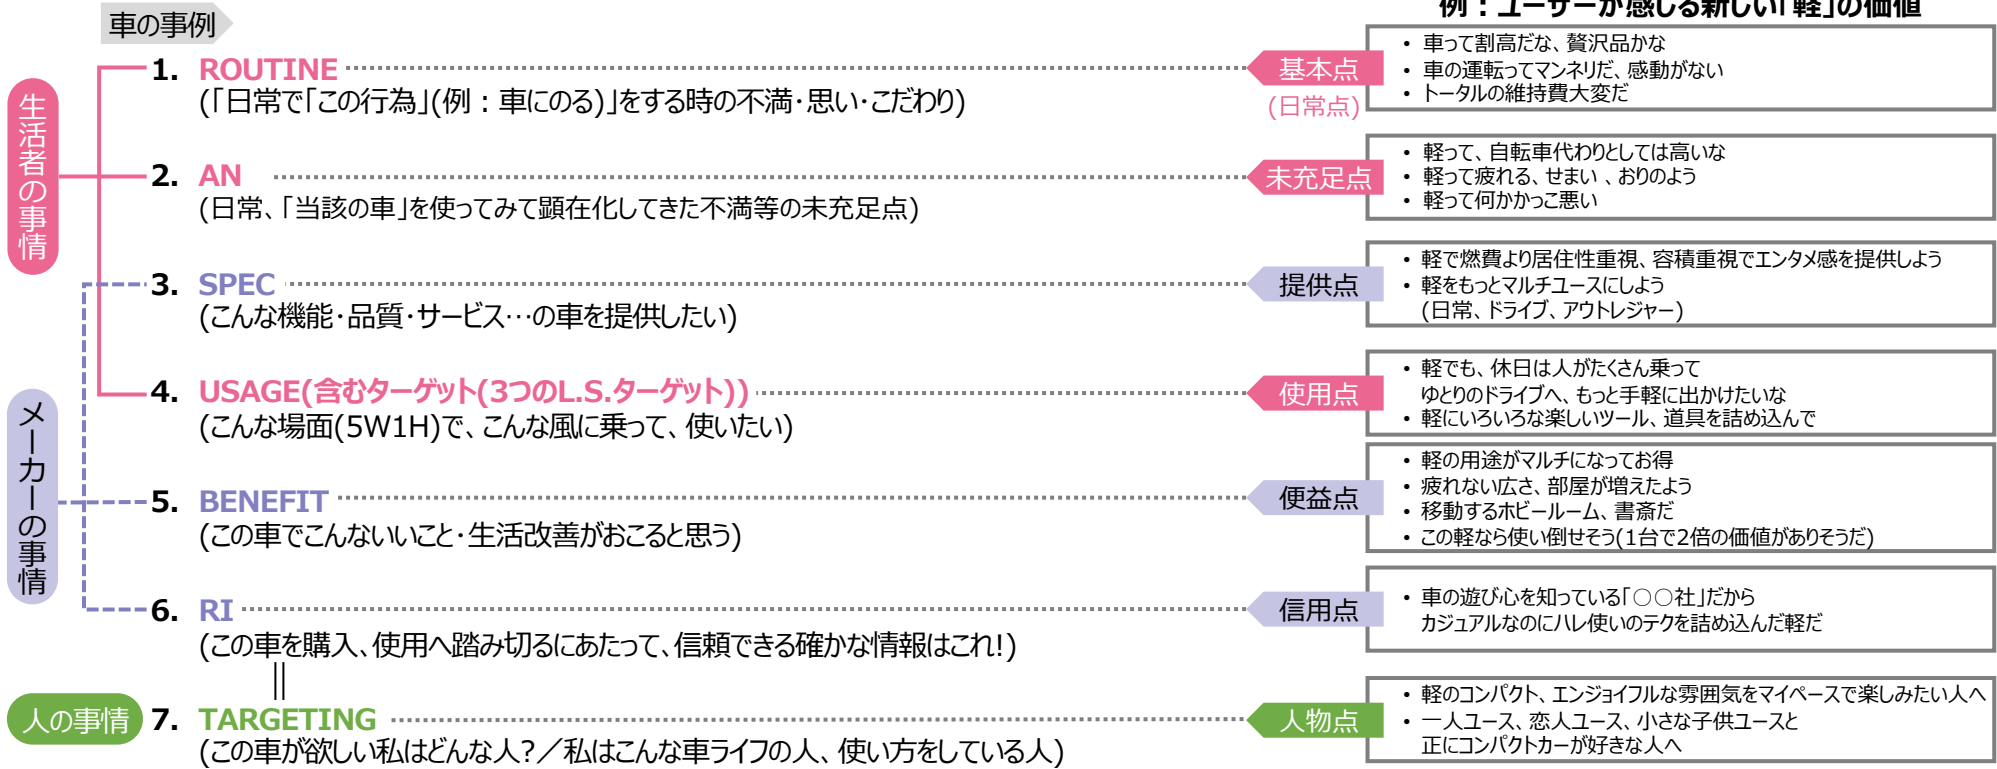 車の事例
例：ユーザーが感じる新しい「軽」の価値
生活者の事情
1. ROUTINE
(「日常で「この行為」(例：車にのる)」をする時の不満・思い・こだわり)
基本点
(日常点)
• 車って割高だな、贅沢品かな
• 車の運転ってマンネリだ、感動がない
• トータルの維持費大変だ
2. AN
(日常、「当該の車」を使ってみて顕在化してきた不満等の未充足点)
未充足点
• 軽って、自転車代わりとしては高いな
• 軽って疲れる、せまい 、おりのよう
• 軽って何かかっこ悪い
3. SPEC
(こんな機能・品質・サービス…の車を提供したい)
提供点
• 軽で燃費より居住性重視、容積重視でエンタメ感を提供しよう
• 軽をもっとマルチユースにしよう
(日常、ドライブ、アウトレジャー)
メーカーの事情
4. USAGE(含むターゲット(3つのL.S.ターゲット))
(こんな場面(5W1H)で、こんな風に乗って、使いたい)
使用点
• 軽でも、休日は人がたくさん乗って
ゆとりのドライブへ、もっと手軽に出かけたいな
• 軽にいろいろな楽しいツール、道具を詰め込んで
5. BENEFIT
(この車でこんないいこと・生活改善がおこると思う)
便益点
• 軽の用途がマルチになってお得
• 疲れない広さ、部屋が増えたよう
• 移動するホビールーム、書斎だ
• この軽なら使い倒せそう(1台で2倍の価値がありそうだ)
6. RI
(この車を購入、使用へ踏み切るにあたって、信頼できる確かな情報はこれ!)
信用点
• 車の遊び心を知っている「○○社」だから
カジュアルなのにハレ使いのテクを詰め込んだ軽だ
人の事情
7. TARGETING
(この車が欲しい私はどんな人?／私はこんな車ライフの人、使い方をしている人)
人物点
• 軽のコンパクト、エンジョイフルな雰囲気をマイペースで楽しみたい人へ
• 一人ユース、恋人ユース、小さな子供ユースと
正にコンパクトカーが好きな人へ